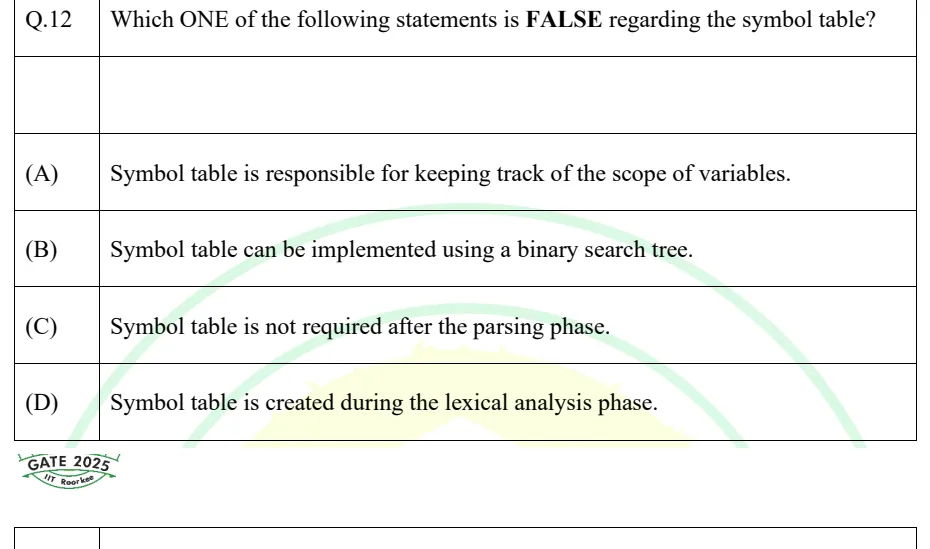 Q.12 Which ONE of the following statements is FALSE regarding the symbol table?
(A) Symbol table is responsible for keeping track of the scope of variables.
(B) Symbol table can be implemented using a binary search tree.
(C) Symbol table is not required after the parsing phase.
(D) Symbol table is created during the lexical analysis phase.
GATE 2025
IIT Roorkee